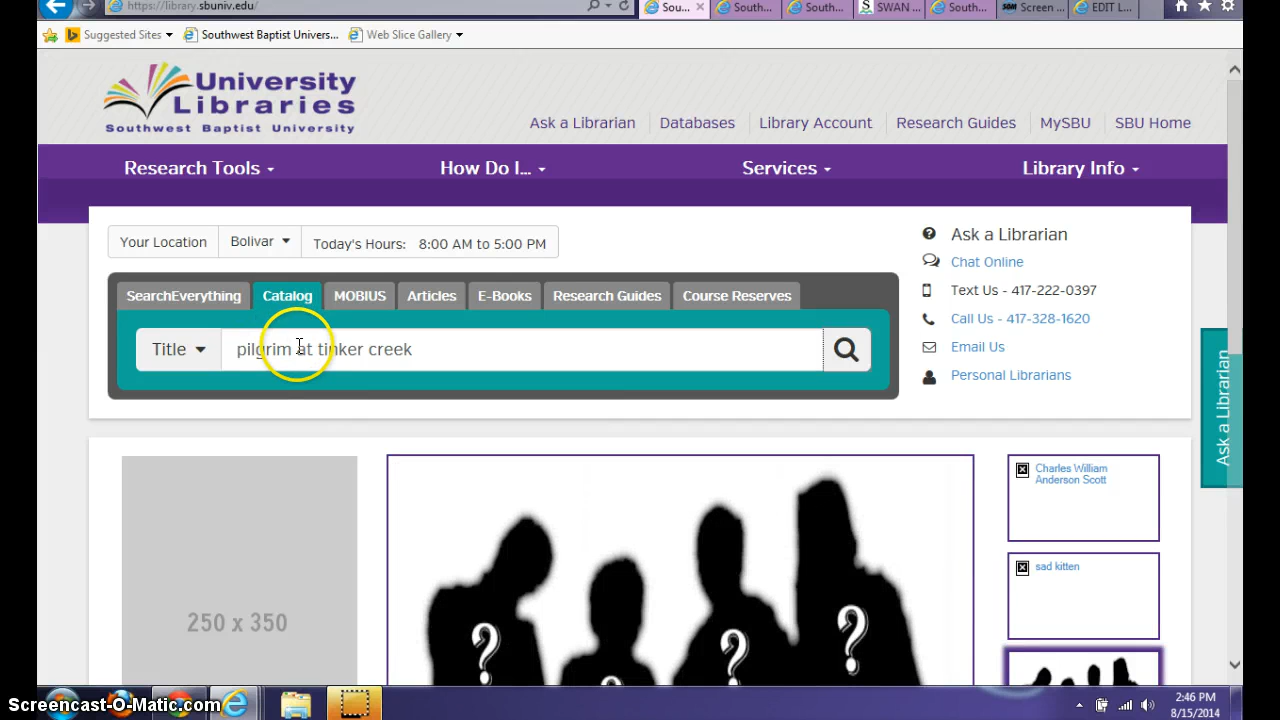 https://library.sbuniv.edu/
Sou...
South...
South...
SWAN ...
South...
Screen ...
EDIT L...
Suggested Sites
Southwest Baptist Univers...
Web Slice Gallery
University
Libraries
Southwest Baptist University
Ask a Librarian
Databases
Library Account
Research Guides
MySBU
SBU Home
Research Tools
How Do I...
Services
Library Info
Your Location
Bolivar
Today's Hours: 8:00 AM to 5:00 PM
SearchEverything
Catalog
MOBIUS
Articles
E-Books
Research Guides
Course Reserves
Title
pilgrim at tinker creek
Ask a Librarian
Chat Online
Text Us - 417-222-0397
Call Us - 417-328-1620
Email Us
Personal Librarians
Ask a Librarian
250 x 350
? ? ? ?
Charles William
Anderson Scott
sad kitten
Screencast-O-Matic.com
2:46 PM
8/15/2014